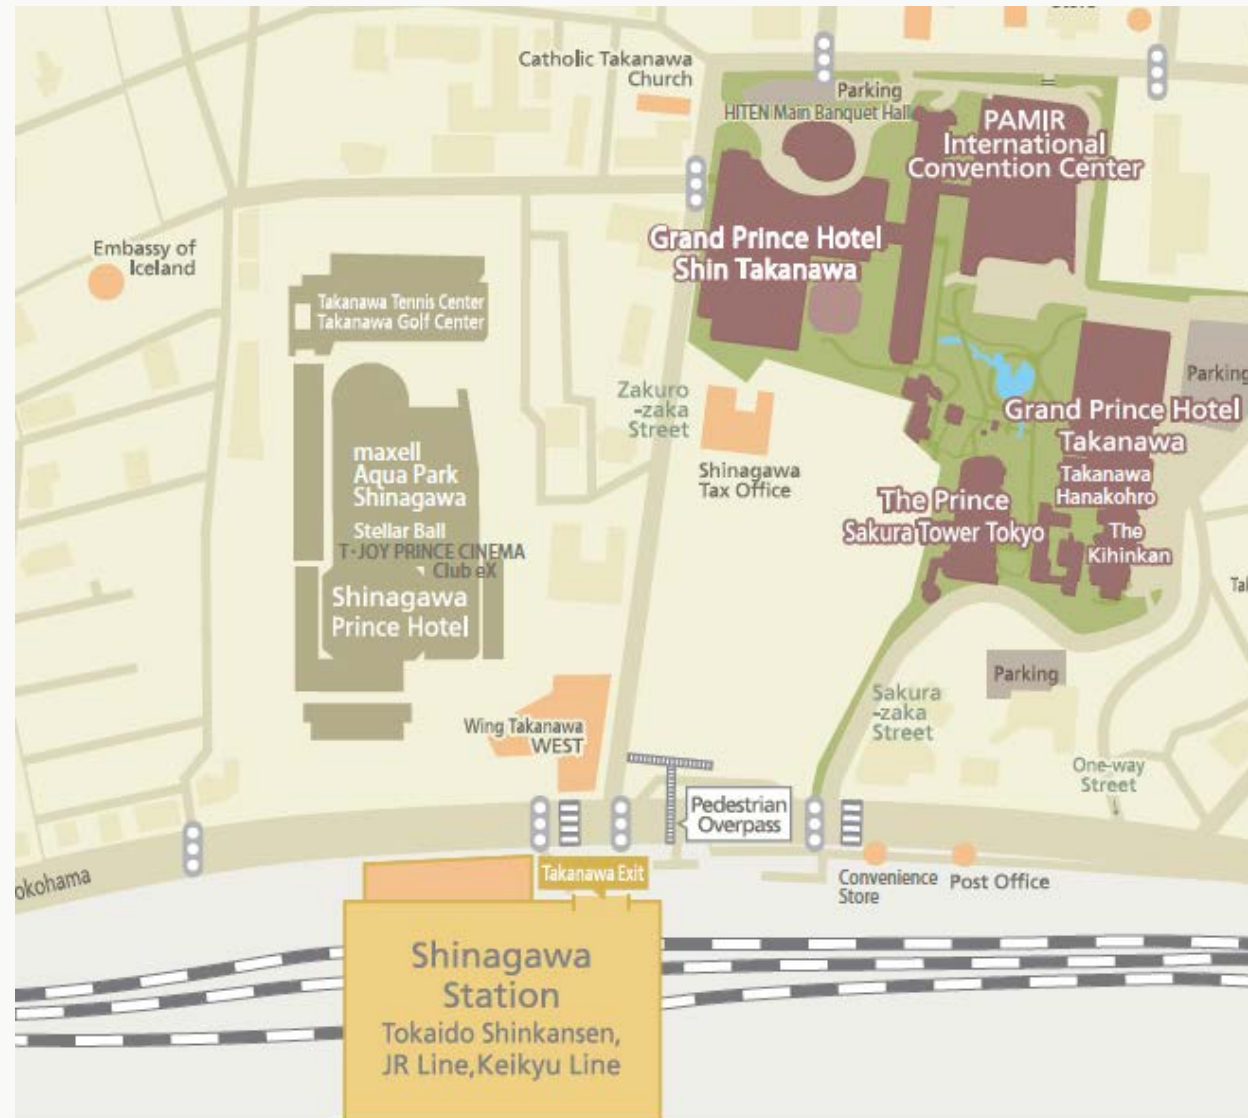 Catholic Takanawa
Church
Parking
HITEN Main Banquet Hall
PAMIR
International
Convention Center
Grand Prince Hotel
Shin Takanawa
Embassy of
Iceland
Takanawa Tennis Center
Takanawa Golf Center
Zakuro
-zaka
Street
Shinagawa
Tax Office
Parking
Grand Prince Hotel
Takanawa
Takanawa
Hanakohro
The
Kihinkan
The Prince
Sakura Tower Tokyo
maxell
Aqua Park
Shinagawa
Stellar Ball
T・JOY PRINCE CINEMA
Club eX
Shinagawa
Prince Hotel
Parking
Sakura
-zaka
Street
Wing Takanawa
WEST
One-way
Street
Pedestrian
Overpass
Takanawa Exit
Convenience
Store
Post Office
Shinagawa
Station
Tokaido Shinkansen,
JR Line,Keikyu Line